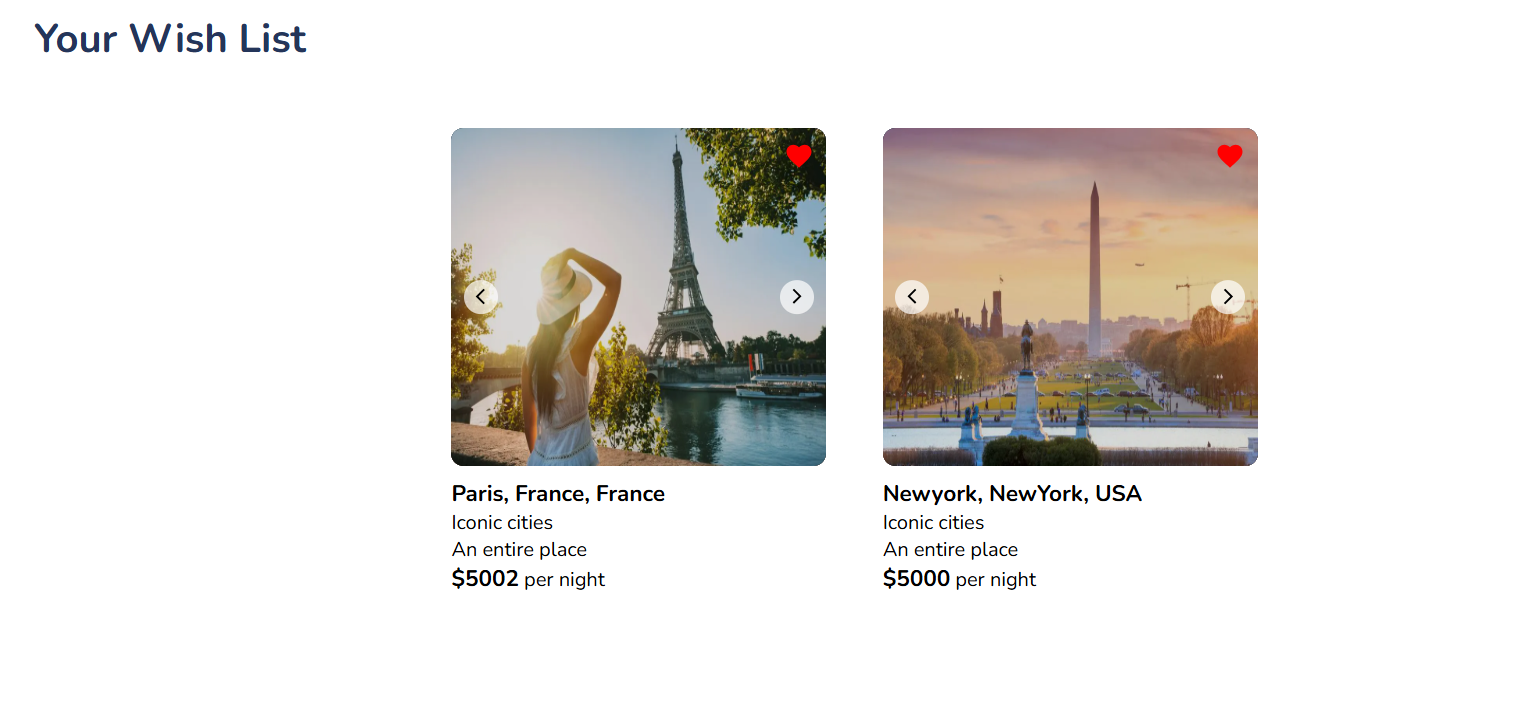 Your Wish List
Paris, France, France
Iconic cities
An entire place
$5002 per night
Newyork, NewYork, USA
Iconic cities
An entire place
$5000 per night